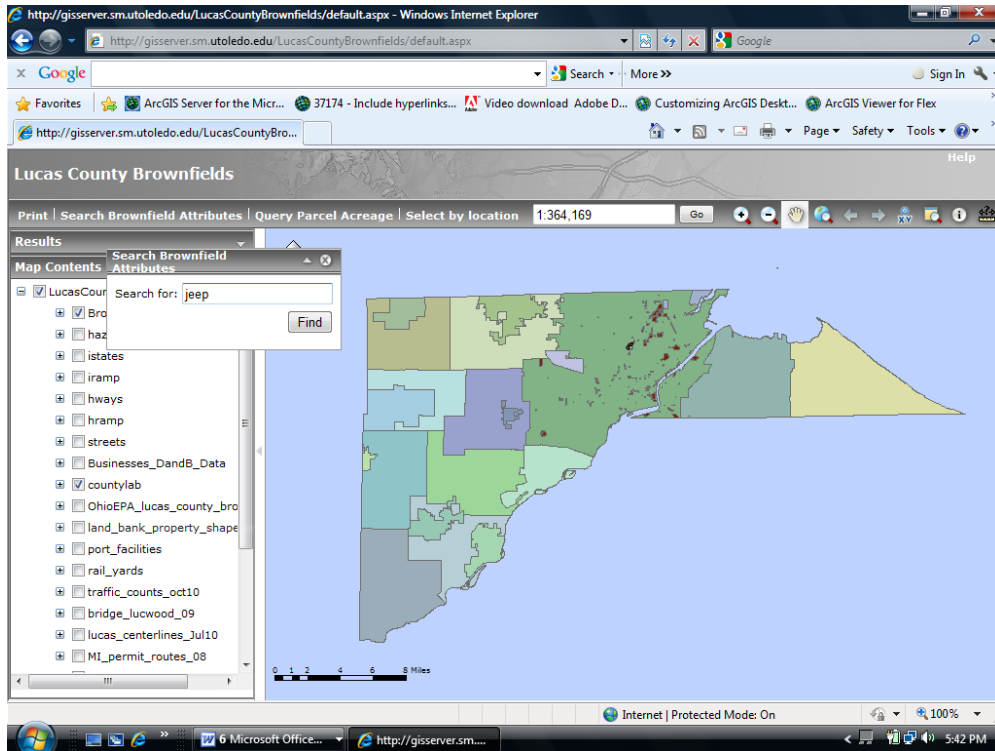 http://gisserver.sm.utoledo.edu/LucasCountyBrownfields/default.aspx - Windows Internet Explorer
http://gisserver.sm.utoledo.edu/LucasCountyBrownfields/default.aspx
Google
x Google
Search
More >>
Sign In
Favorites
ArcGIS Server for the Micr...
37174 - Include hyperlinks...
Video download Adobe D...
Customizing ArcGIS Deskt...
ArcGIS Viewer for Flex
http://gisserver.sm.utoledo.edu/LucasCountyBro...
Page Safety Tools
Help
Lucas County Brownfields
Print | Search Brownfield Attributes | Query Parcel Acreage | Select by location 1:364,169 Go
Results
Map Contents
Search Brownfield Attributes
Search for: jeep
Find
LucasCour
Bro
haz
istates
iramp
hways
hramp
streets
Businesses_DandB_Data
countylab
OhioEPA_lucas_county_bro
land_bank_property_shape
port_facilities
rail_yards
traffic_counts_oct10
bridge_lucwood_09
lucas_centerlines_Jul10
MI_permit_routes_08
0 1 2 4 6 8 Miles
Internet | Protected Mode: On
100%
6 Microsoft Office...
http://gisserver.sm....
5:42 PM